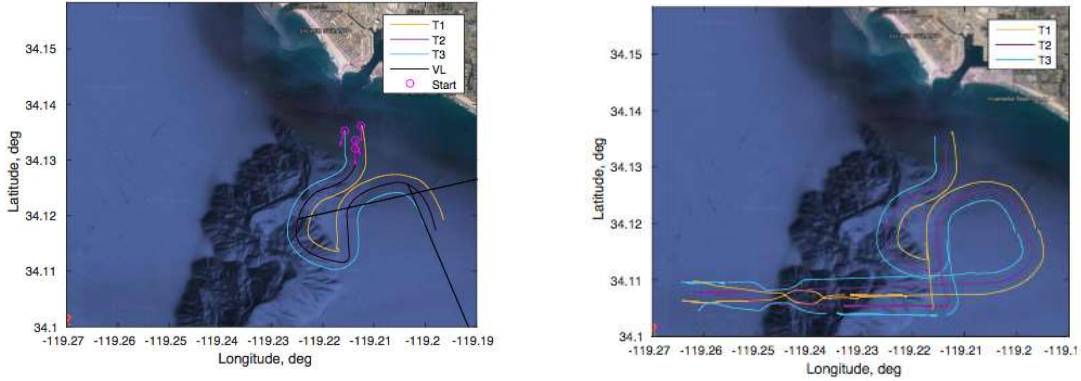 T1
T2
T3
VL
Start
34.15
34.14
34.13
34.12
34.11
34.1
Latitude, deg
-119.27 -119.26 -119.25 -119.24 -119.23 -119.22 -119.21 -119.2 -119.19
Longitude, deg
T1
T2
T3
34.15
34.14
34.13
34.12
34.11
34.1
Latitude, deg
-119.27 -119.26 -119.25 -119.24 -119.23 -119.22 -119.21 -119.2 -119.1
Longitude, deg